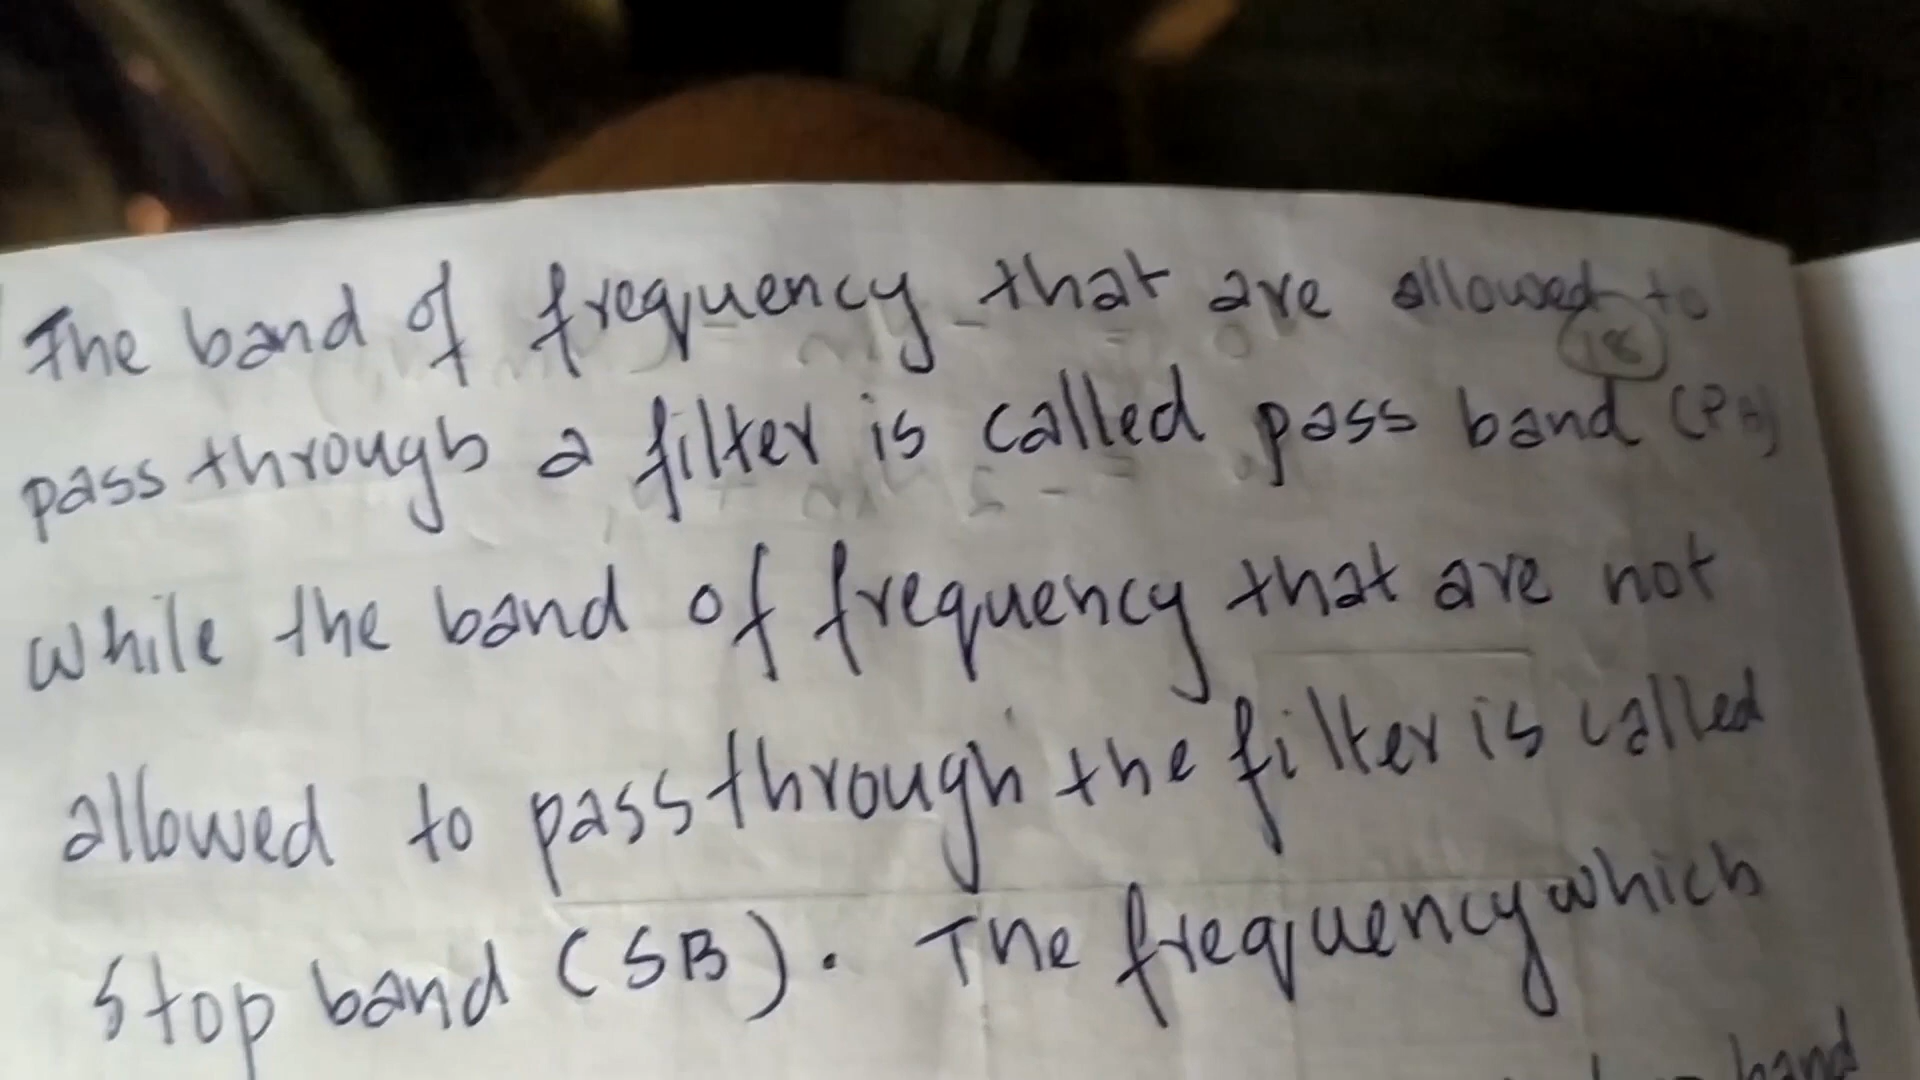 The band of frequency that are allowed to
18
pass through a filter is called pass band (PB)
while the band of frequency that are not
allowed to pass through the filter is called
stop band (SB). The frequency which
band